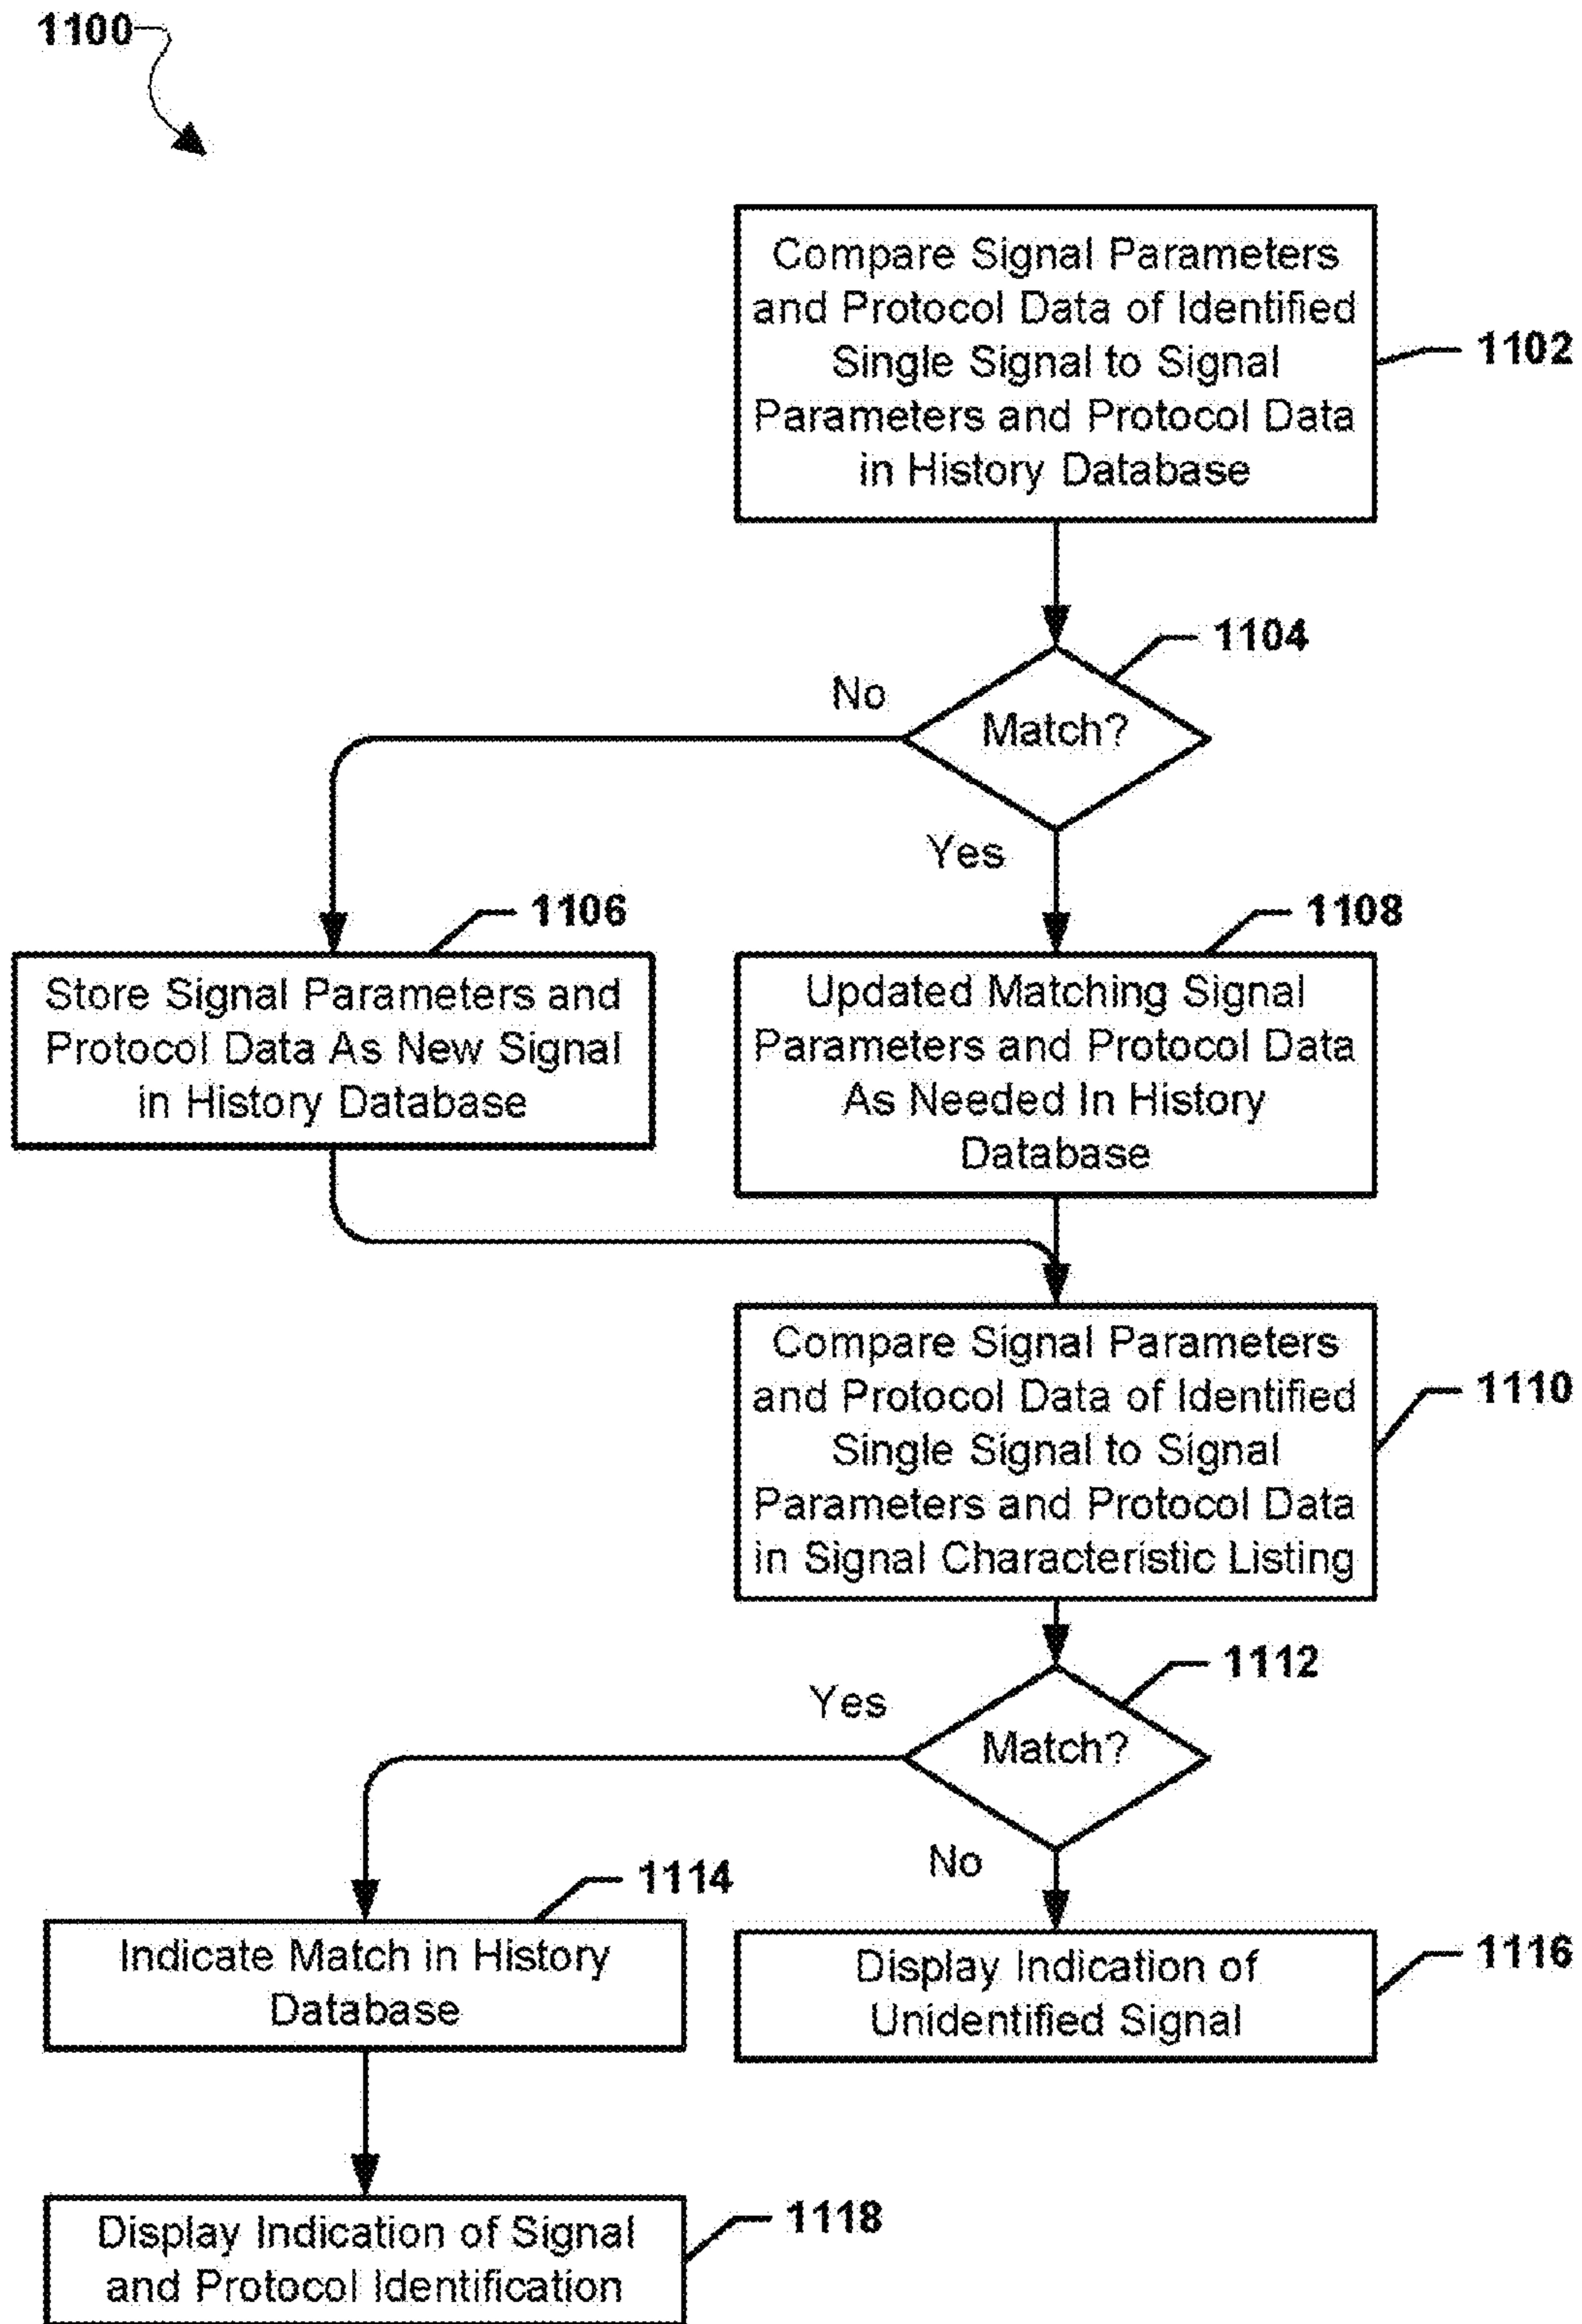 1100
Compare Signal Parameters
and Protocol Data of Identified
Single Signal to Signal
Parameters and Protocol Data
in History Database
1102
1104
No
Match?
Yes
1106
1108
Store Signal Parameters and
Protocol Data As New Signal
in History Database
Updated Matching Signal
Parameters and Protocol Data
As Needed In History
Database
Compare Signal Parameters
and Protocol Data of Identified
Single Signal to Signal
Parameters and Protocol Data
in Signal Characteristic Listing
1110
1112
Yes
Match?
No
1114
Indicate Match in History
Database
Display Indication of
Unidentified Signal
1116
Display Indication of Signal
and Protocol Identification
1118